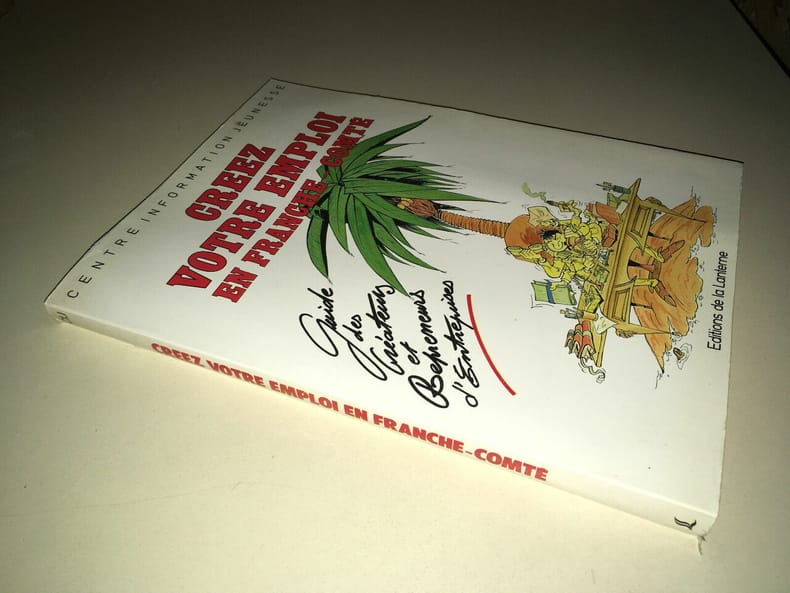 CENTRE INFORMATION JEUNESSE
CREEZ
VOTRE EMPLOI
EN FRANCHE COMTE
Guide
des
Créateurs
et
Repreneurs
d'Entreprises
Editions de la Lanterne
CREEZ VOTRE EMPLOI EN FRANCHE-COMTE